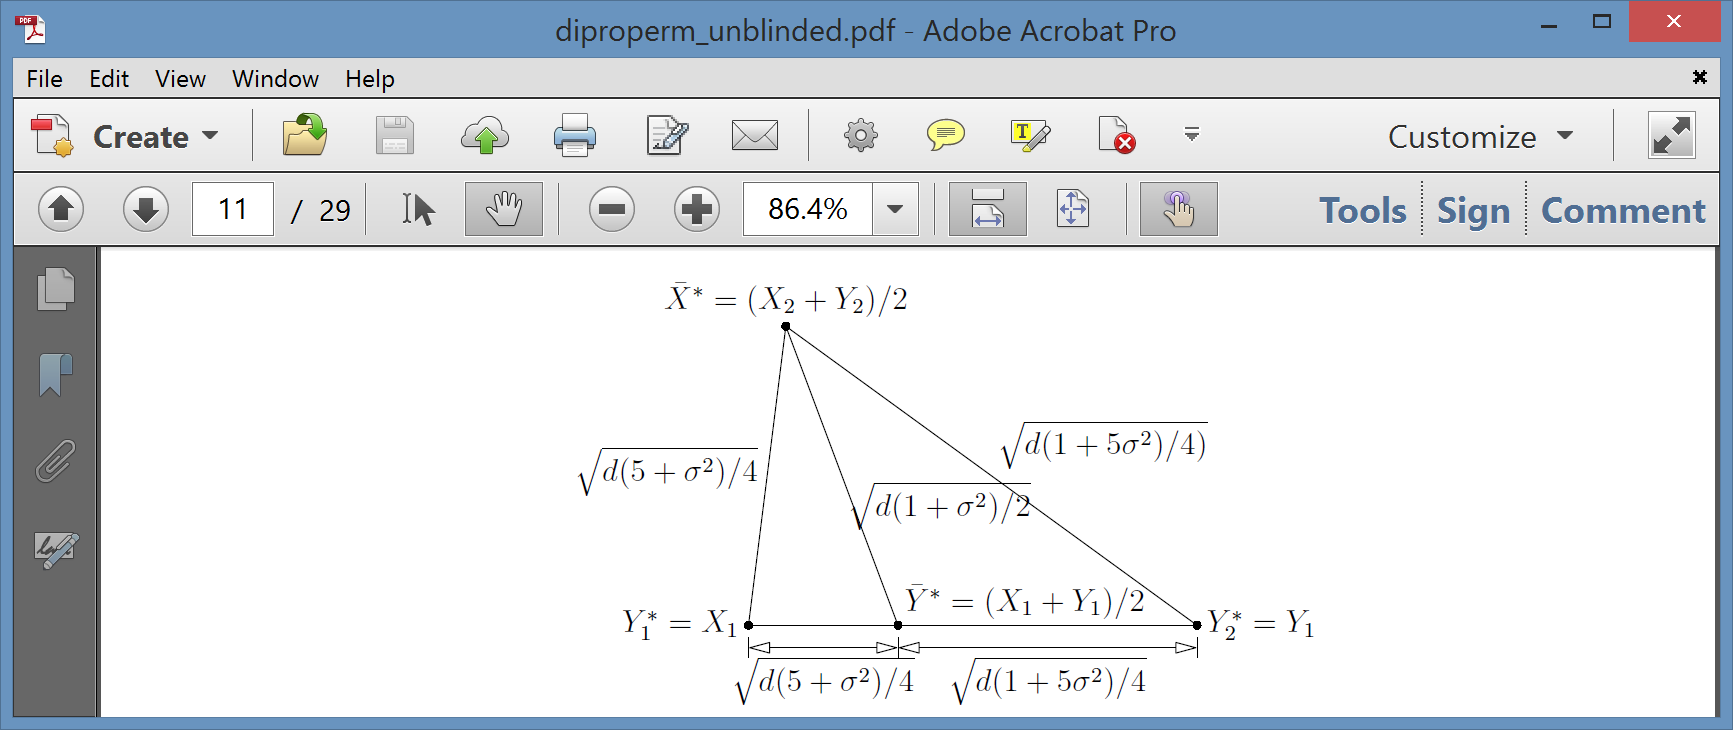 diproperm_unblinded.pdf - Adobe Acrobat Pro
File Edit View Window Help
Create Customize
11 / 29 86.4% Tools Sign Comment
X̄* = (X₂ + Y₂)/2
√d(1 + 5σ²)/4)
√d(5 + σ²)/4
√d(1 + σ²)/2
Ȳ* = (X₁ + Y₁)/2
Y₁* = X₁ Y₂* = Y₁
√d(5 + σ²)/4 √d(1 + 5σ²)/4